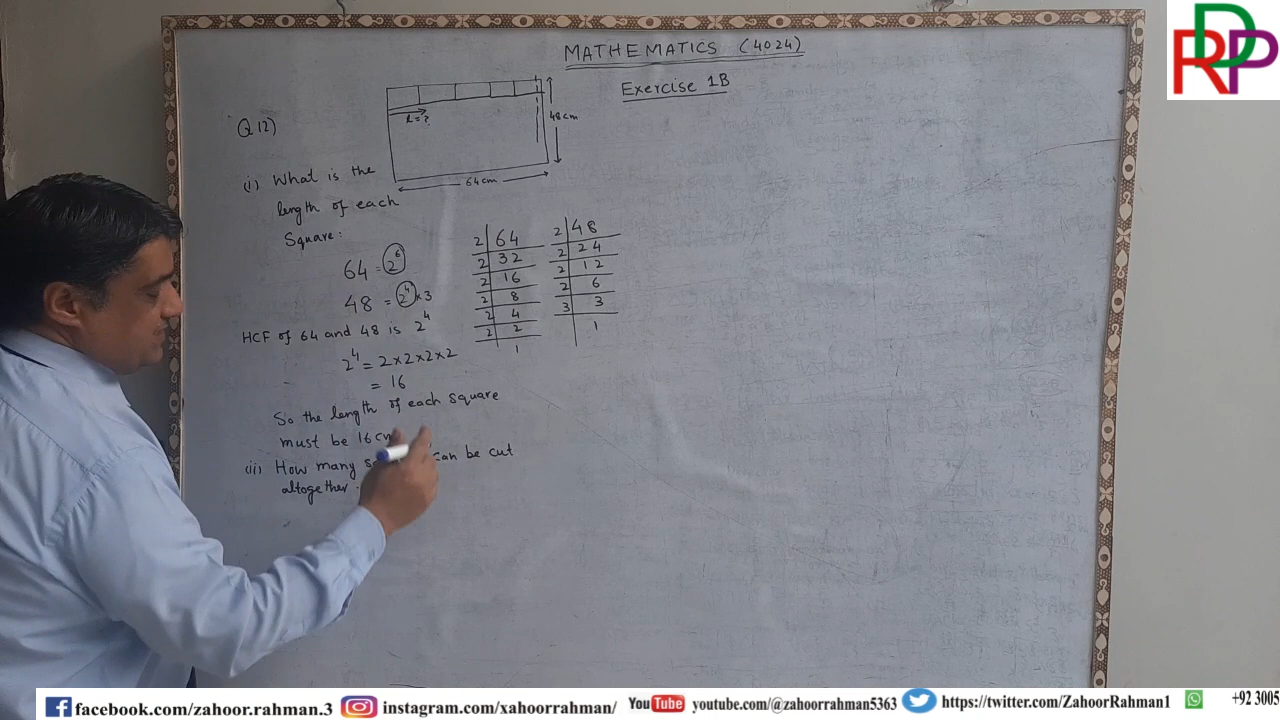 MATHEMATICS (4024)
Exercise 1B
Q12)
l=?
48cm
64cm
(i) What is the
length of each
Square:
64 = 2^6
48 = 2^4 × 3
HCF of 64 and 48 is 2^4
2^4 = 2×2×2×2
= 16
So the length of each square
must be 16 cm
(ii) How many can be cut
altogether
2 | 64
2 | 32
2 | 16
2 | 8
2 | 4
2 | 2
1
2 | 48
2 | 24
2 | 12
2 | 6
3 | 3
1
RDDP
facebook.com/zahoor.rahman.3
instagram.com/xahoorrahman/
YouTube youtube.com/@zahoorrahman5363
https://twitter.com/ZahoorRahman1
+92 3005